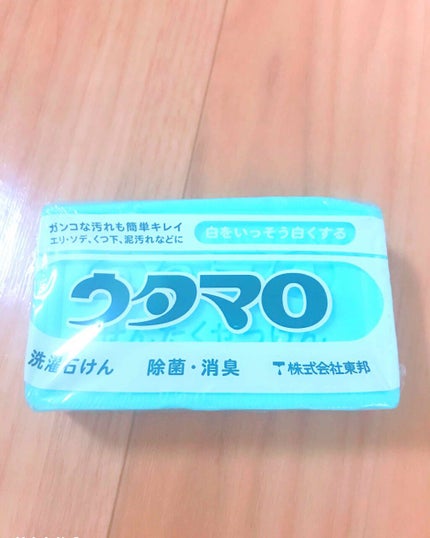 ガンコな汚れも簡単キレイ
エリ・ソデ、くつ下、泥汚れなどに
白をいっそう白くする
ウタマロ
洗濯石けん
除菌・消臭
株式会社東邦